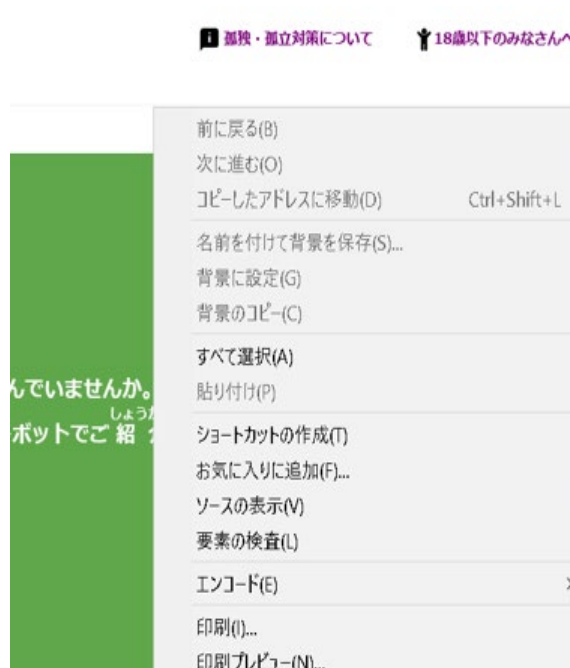 孤独・孤立対策について
18歳以下のみなさんへ
前に戻る(B)
次に進む(O)
コピーしたアドレスに移動(D) Ctrl+Shift+L
名前を付けて背景を保存(S)...
背景に設定(G)
背景のコピー(C)
すべて選択(A)
貼り付け(P)
んでいませんか。
しょうか
ボットでご紹介
ショートカットの作成(T)
お気に入りに追加(F)...
ソースの表示(V)
要素の検査(L)
エンコード(E)
印刷(I)...
印刷プレビュー(N)...